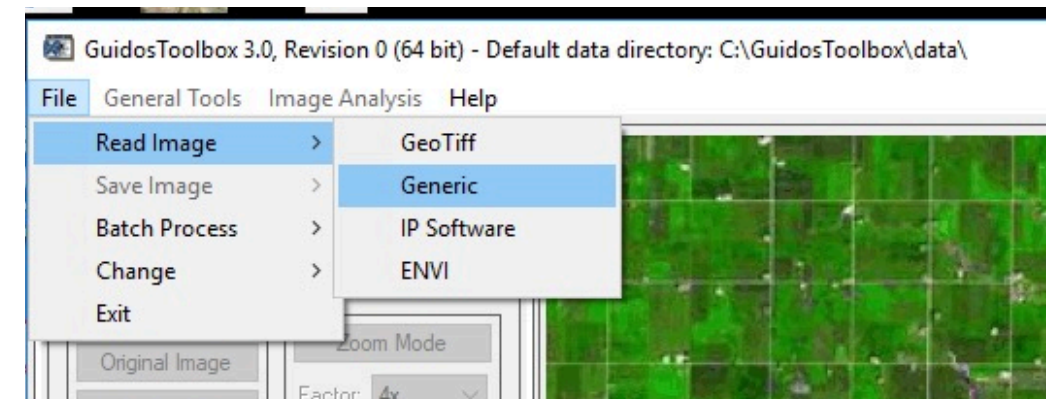 GuidosToolbox 3.0, Revision 0 (64 bit) - Default data directory: C:\GuidosToolbox\data\
File General Tools Image Analysis Help
Read Image >
Save Image >
Batch Process >
Change >
Exit
GeoTiff
Generic
IP Software
ENVI
Original Image
Zoom Mode
Factor: 4x